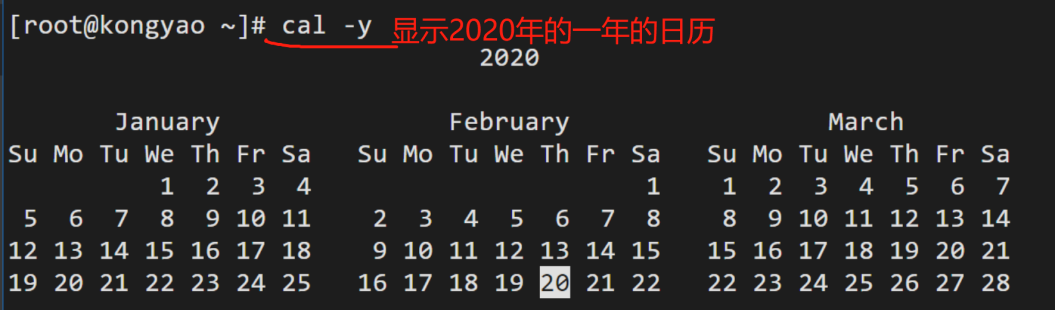 [root@kongyao ~]# cal -y 显示2020年的一年的日历
2020
January February March
Su Mo Tu We Th Fr Sa Su Mo Tu We Th Fr Sa Su Mo Tu We Th Fr Sa
1 2 3 4 1 1 2 3 4 5 6 7
5 6 7 8 9 10 11 2 3 4 5 6 7 8 8 9 10 11 12 13 14
12 13 14 15 16 17 18 9 10 11 12 13 14 15 15 16 17 18 19 20 21
19 20 21 22 23 24 25 16 17 18 19 20 21 22 22 23 24 25 26 27 28